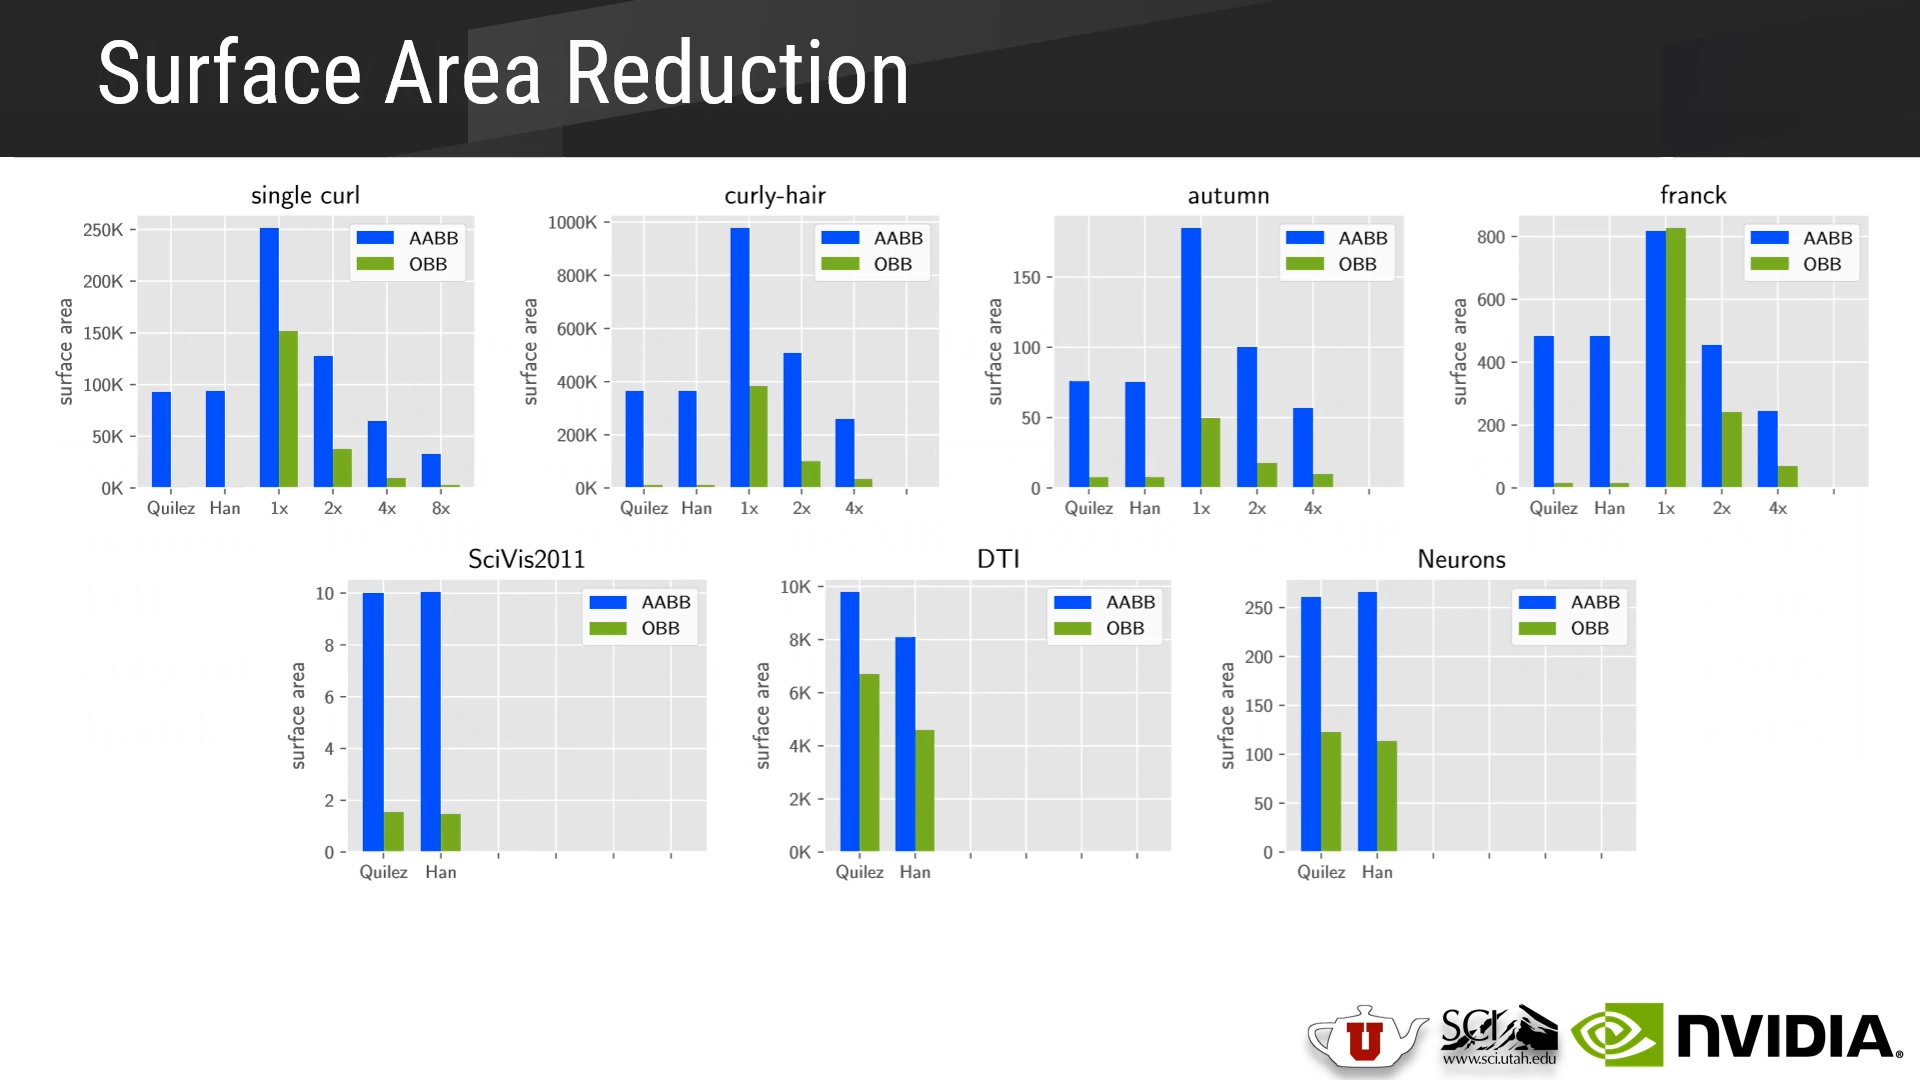 Surface Area Reduction
single curl
surface area
250K
200K
150K
100K
50K
0K
AABB
OBB
Quilez Han 1x 2x 4x 8x
curly-hair
surface area
1000K
800K
600K
400K
200K
0K
AABB
OBB
Quilez Han 1x 2x 4x
autumn
surface area
150
100
50
0
AABB
OBB
Quilez Han 1x 2x 4x
franck
surface area
800
600
400
200
0
AABB
OBB
Quilez Han 1x 2x 4x
SciVis2011
surface area
10
8
6
4
2
0
AABB
OBB
Quilez Han
DTI
surface area
10K
8K
6K
4K
2K
0K
AABB
OBB
Quilez Han
Neurons
surface area
250
200
150
100
50
0
AABB
OBB
Quilez Han
U
SCI
www.sci.utah.edu
NVIDIA®